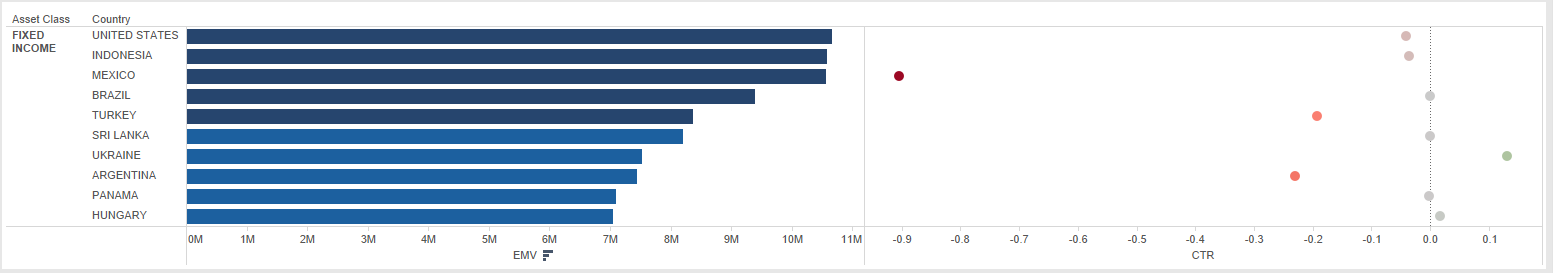 Asset Class Country
FIXED INCOME
UNITED STATES
INDONESIA
MEXICO
BRAZIL
TURKEY
SRI LANKA
UKRAINE
ARGENTINA
PANAMA
HUNGARY
0M 1M 2M 3M 4M 5M 6M 7M 8M 9M 10M 11M
EMV
-0.9 -0.8 -0.7 -0.6 -0.5 -0.4 -0.3 -0.2 -0.1 0.0 0.1
CTR